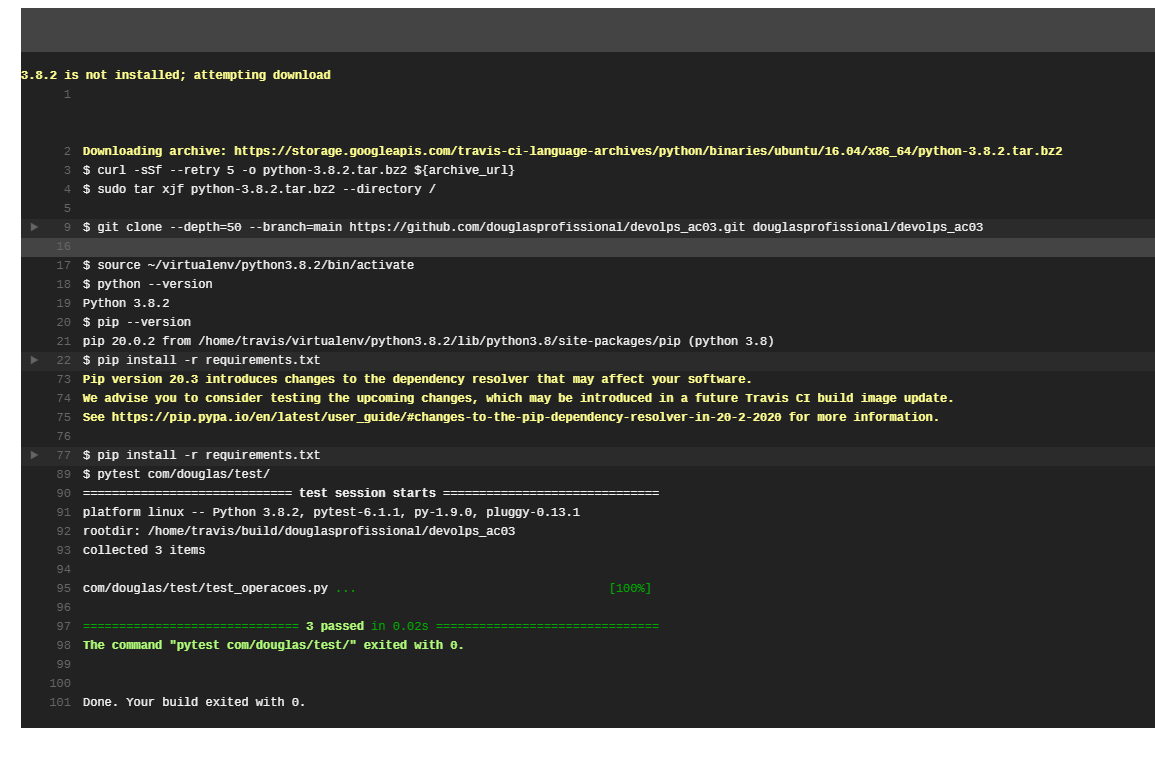 3.8.2 is not installed; attempting download
1
2 Downloading archive: https://storage.googleapis.com/travis-ci-language-archives/python/binaries/ubuntu/16.04/x86_64/python-3.8.2.tar.bz2
3 $ curl -sSf --retry 5 -o python-3.8.2.tar.bz2 ${archive_url}
4 $ sudo tar xjf python-3.8.2.tar.bz2 --directory /
5
9 $ git clone --depth=50 --branch=main https://github.com/douglasprofissional/devolps_ac03.git douglasprofissional/devolps_ac03
16
17 $ source ~/virtualenv/python3.8.2/bin/activate
18 $ python --version
19 Python 3.8.2
20 $ pip --version
21 pip 20.0.2 from /home/travis/virtualenv/python3.8.2/lib/python3.8/site-packages/pip (python 3.8)
22 $ pip install -r requirements.txt
73 Pip version 20.3 introduces changes to the dependency resolver that may affect your software.
74 We advise you to consider testing the upcoming changes, which may be introduced in a future Travis CI build image update.
75 See https://pip.pypa.io/en/latest/user_guide/#changes-to-the-pip-dependency-resolver-in-20-2-2020 for more information.
76
77 $ pip install -r requirements.txt
89 $ pytest com/douglas/test/
90 ============================= test session starts ==============================
91 platform linux -- Python 3.8.2, pytest-6.1.1, py-1.9.0, pluggy-0.13.1
92 rootdir: /home/travis/build/douglasprofissional/devolps_ac03
93 collected 3 items
94
95 com/douglas/test/test_operacoes.py ... [100%]
96
97 ============================== 3 passed in 0.02s ===============================
98 The command "pytest com/douglas/test/" exited with 0.
99
100
101 Done. Your build exited with 0.